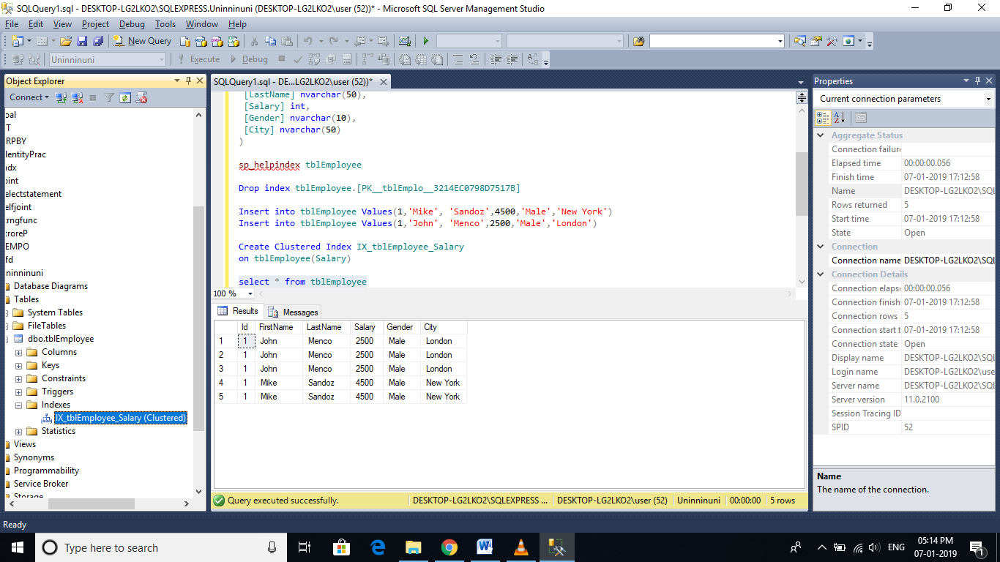 SQLQuery1.sql - DESKTOP-LG2LKO2\SQLEXPRESS.Uninninuni (DESKTOP-LG2LKO2\user (52))* - Microsoft SQL Server Management Studio
File Edit View Project Debug Tools Window Help
New Query
Uninninuni Execute Debug
Object Explorer
Connect
oal
T
RPBY
dentityPrac
ndx
oint
electstatement
elfjoint
trngfunc
troreP
EMPO
fd
ninninuni
Database Diagrams
Tables
System Tables
FileTables
dbo.tblEmployee
Columns
Keys
Constraints
Triggers
Indexes
IX_tblEmployee_Salary (Clustered)
Statistics
Views
Synonyms
Programmability
Service Broker
Storage
SQLQuery1.sql - DE...LG2LKO2\user (52))*
[LastName] nvarchar(50),
[Salary] int,
[Gender] nvarchar(10),
[City] nvarchar(50)
)
sp_helpindex tblEmployee
Drop index tblEmployee.[PK__tblEmplo__3214EC0798D7517B]
Insert into tblEmployee Values(1,'Mike', 'Sandoz',4500,'Male','New York')
Insert into tblEmployee Values(1,'John', 'Menco',2500,'Male','London')
Create Clustered Index IX_tblEmployee_Salary
on tblEmployee(Salary)
select * from tblEmployee
100 %
Results Messages
Id FirstName LastName Salary Gender City
1 1 John Menco 2500 Male London
2 1 John Menco 2500 Male London
3 1 John Menco 2500 Male London
4 1 Mike Sandoz 4500 Male New York
5 1 Mike Sandoz 4500 Male New York
Query executed successfully. DESKTOP-LG2LKO2\SQLEXPRESS ... DESKTOP-LG2LKO2\user (52) Uninninuni 00:00:00 5 rows
Properties
Current connection parameters
Aggregate Status
Connection failure
Elapsed time 00:00:00.056
Finish time 07-01-2019 17:12:58
Name DESKTOP-LG2LKO2\SQL
Rows returned 5
Start time 07-01-2019 17:12:58
State Open
Connection
Connection name DESKTOP-LG2LKO2\SQL
Connection Details
Connection elapse 00:00:00.056
Connection finish 07-01-2019 17:12:58
Connection rows 5
Connection start t 07-01-2019 17:12:58
Connection state Open
Display name DESKTOP-LG2LKO2\SQL
Login name DESKTOP-LG2LKO2\use
Server name DESKTOP-LG2LKO2\SQL
Server version 11.0.2100
Session Tracing ID
SPID 52
Name
The name of the connection.
Ready
Type here to search
ENG
05:14 PM
07-01-2019
1